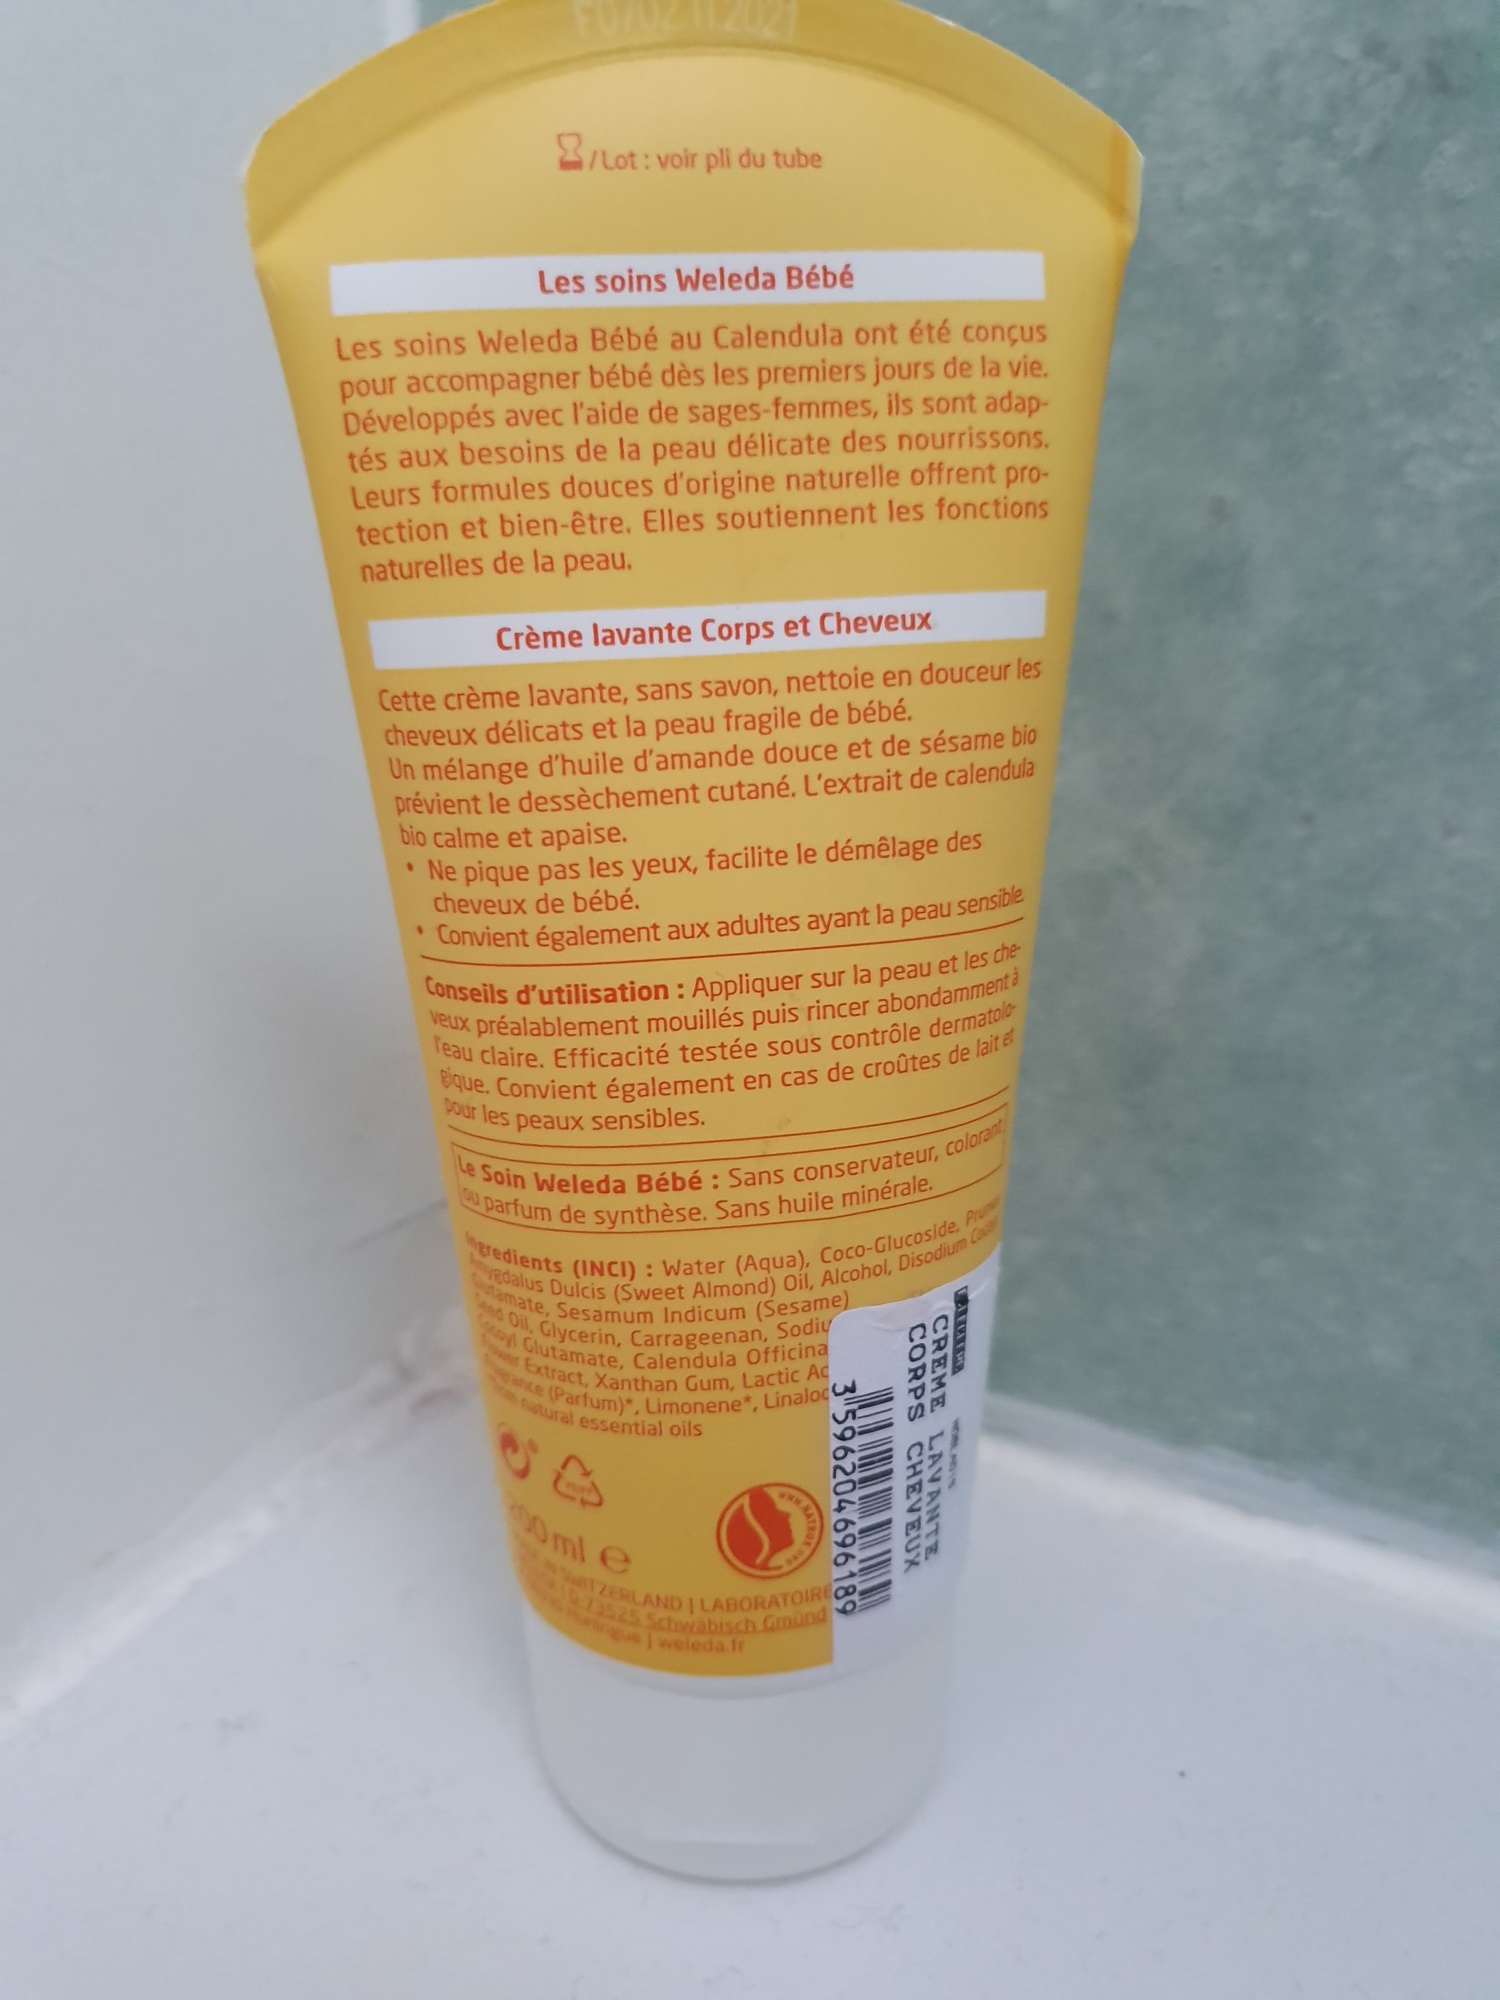 / Lot : voir pli du tube
Les soins Weleda Bébé
Les soins Weleda Bébé au Calendula ont été conçus
pour accompagner bébé dès les premiers jours de la vie.
Développés avec l'aide de sages-femmes, ils sont adap-
tés aux besoins de la peau délicate des nourrissons.
Leurs formules douces d'origine naturelle offrent pro-
tection et bien-être. Elles soutiennent les fonctions
naturelles de la peau.
Crème lavante Corps et Cheveux
Cette crème lavante, sans savon, nettoie en douceur les
cheveux délicats et la peau fragile de bébé.
Un mélange d'huile d'amande douce et de sésame bio
prévient le dessèchement cutané. L'extrait de calendula
bio calme et apaise.
• Ne pique pas les yeux, facilite le démêlage des
cheveux de bébé.
• Convient également aux adultes ayant la peau sensible.
Conseils d'utilisation : Appliquer sur la peau et les che-
veux préalablement mouillés puis rincer abondamment à
l'eau claire. Efficacité testée sous contrôle dermatolo-
gique. Convient également en cas de croûtes de lait et
pour les peaux sensibles.
Le Soin Weleda Bébé : Sans conservateur, colorant
ou parfum de synthèse. Sans huile minérale.
Ingredients (INCI) : Water (Aqua), Coco-Glucoside,
Amygdalus Dulcis (Sweet Almond) Oil, Alcohol, Disodium
Glutamate, Sesamum Indicum (Sesame)
Seed Oil, Glycerin, Carrageenan, Sodiu
Cocoyl Glutamate, Calendula Officina
Flower Extract, Xanthan Gum, Lactic Ac
Fragrance (Parfum)*, Limonene*, Linaloo
from natural essential oils
200 ml e
WWW.NATRUE.ORG
SWITZERLAND | LABORATOIRE
D-73525 Schwäbisch Gmünd
Huningue | weleda.fr
CREME LAVANTE
CORPS CHEVEUX
3 596204 696189